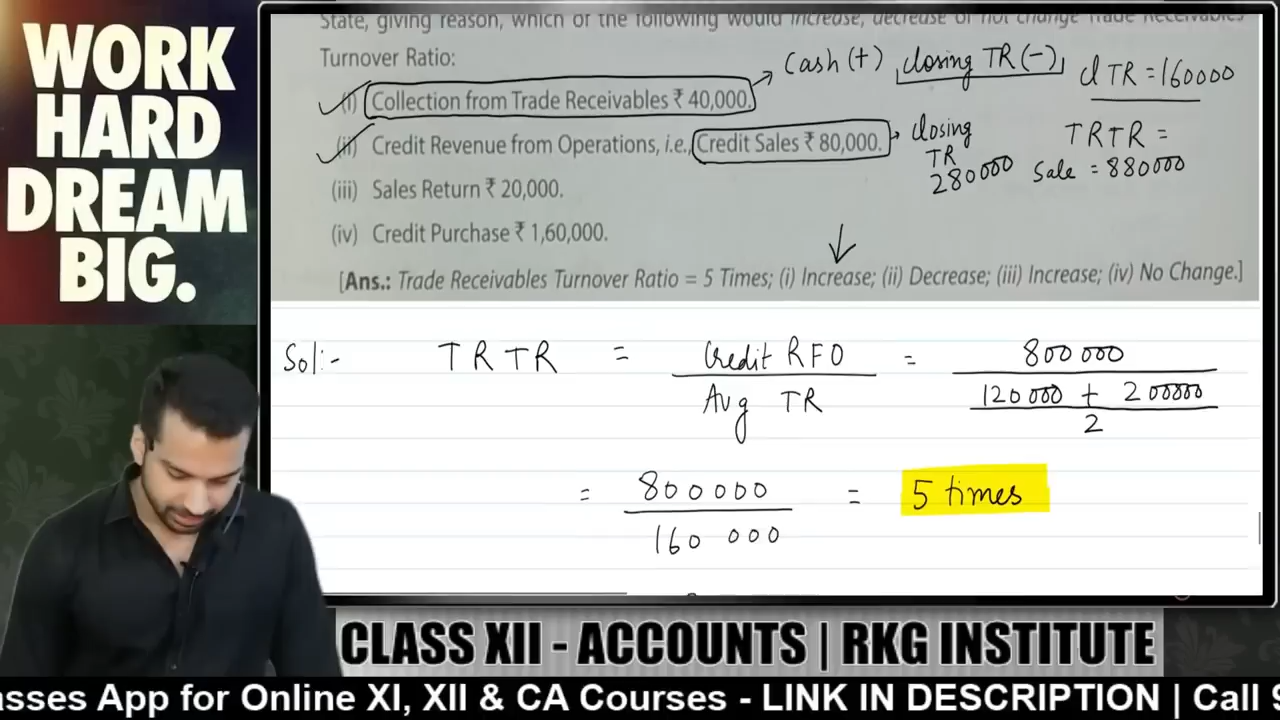 WORK
HARD
DREAM
BIG.
State, giving reason, which of the following would increase, decrease or not change Trade Receivables
Turnover Ratio:
(i) Collection from Trade Receivables ₹ 40,000.
Cash (+) closing TR (-)
cl TR = 160000
(ii) Credit Revenue from Operations, i.e., Credit Sales ₹ 80,000.
closing
TR
280000
TRTR =
Sale = 880000
(iii) Sales Return ₹ 20,000.
(iv) Credit Purchase ₹ 1,60,000.
[Ans.: Trade Receivables Turnover Ratio = 5 Times; (i) Increase; (ii) Decrease; (iii) Increase; (iv) No Change.]
Sol:- TRTR = Credit RFO = 800000
Avg TR 120000 + 200000
2
= 800000 = 5 times
160 000
CLASS XII - ACCOUNTS | RKG INSTITUTE
asses App for Online XI, XII & CA Courses - LINK IN DESCRIPTION | Call